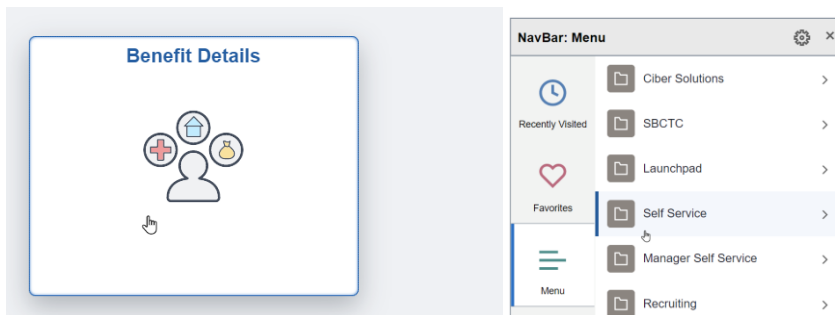 Benefit Details
NavBar: Menu
Recently Visited
Favorites
Menu
Ciber Solutions
SBCTC
Launchpad
Self Service
Manager Self Service
Recruiting